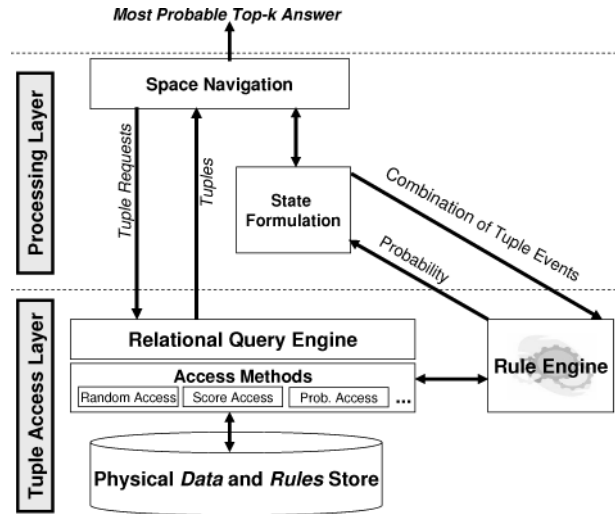 Most Probable Top-k Answer
Processing Layer
Space Navigation
Tuple Requests
Tuples
State
Formulation
Combination of Tuple Events
Probability
Tuple Access Layer
Relational Query Engine
Access Methods
Random Access
Score Access
Prob. Access
...
Rule Engine
Physical Data and Rules Store